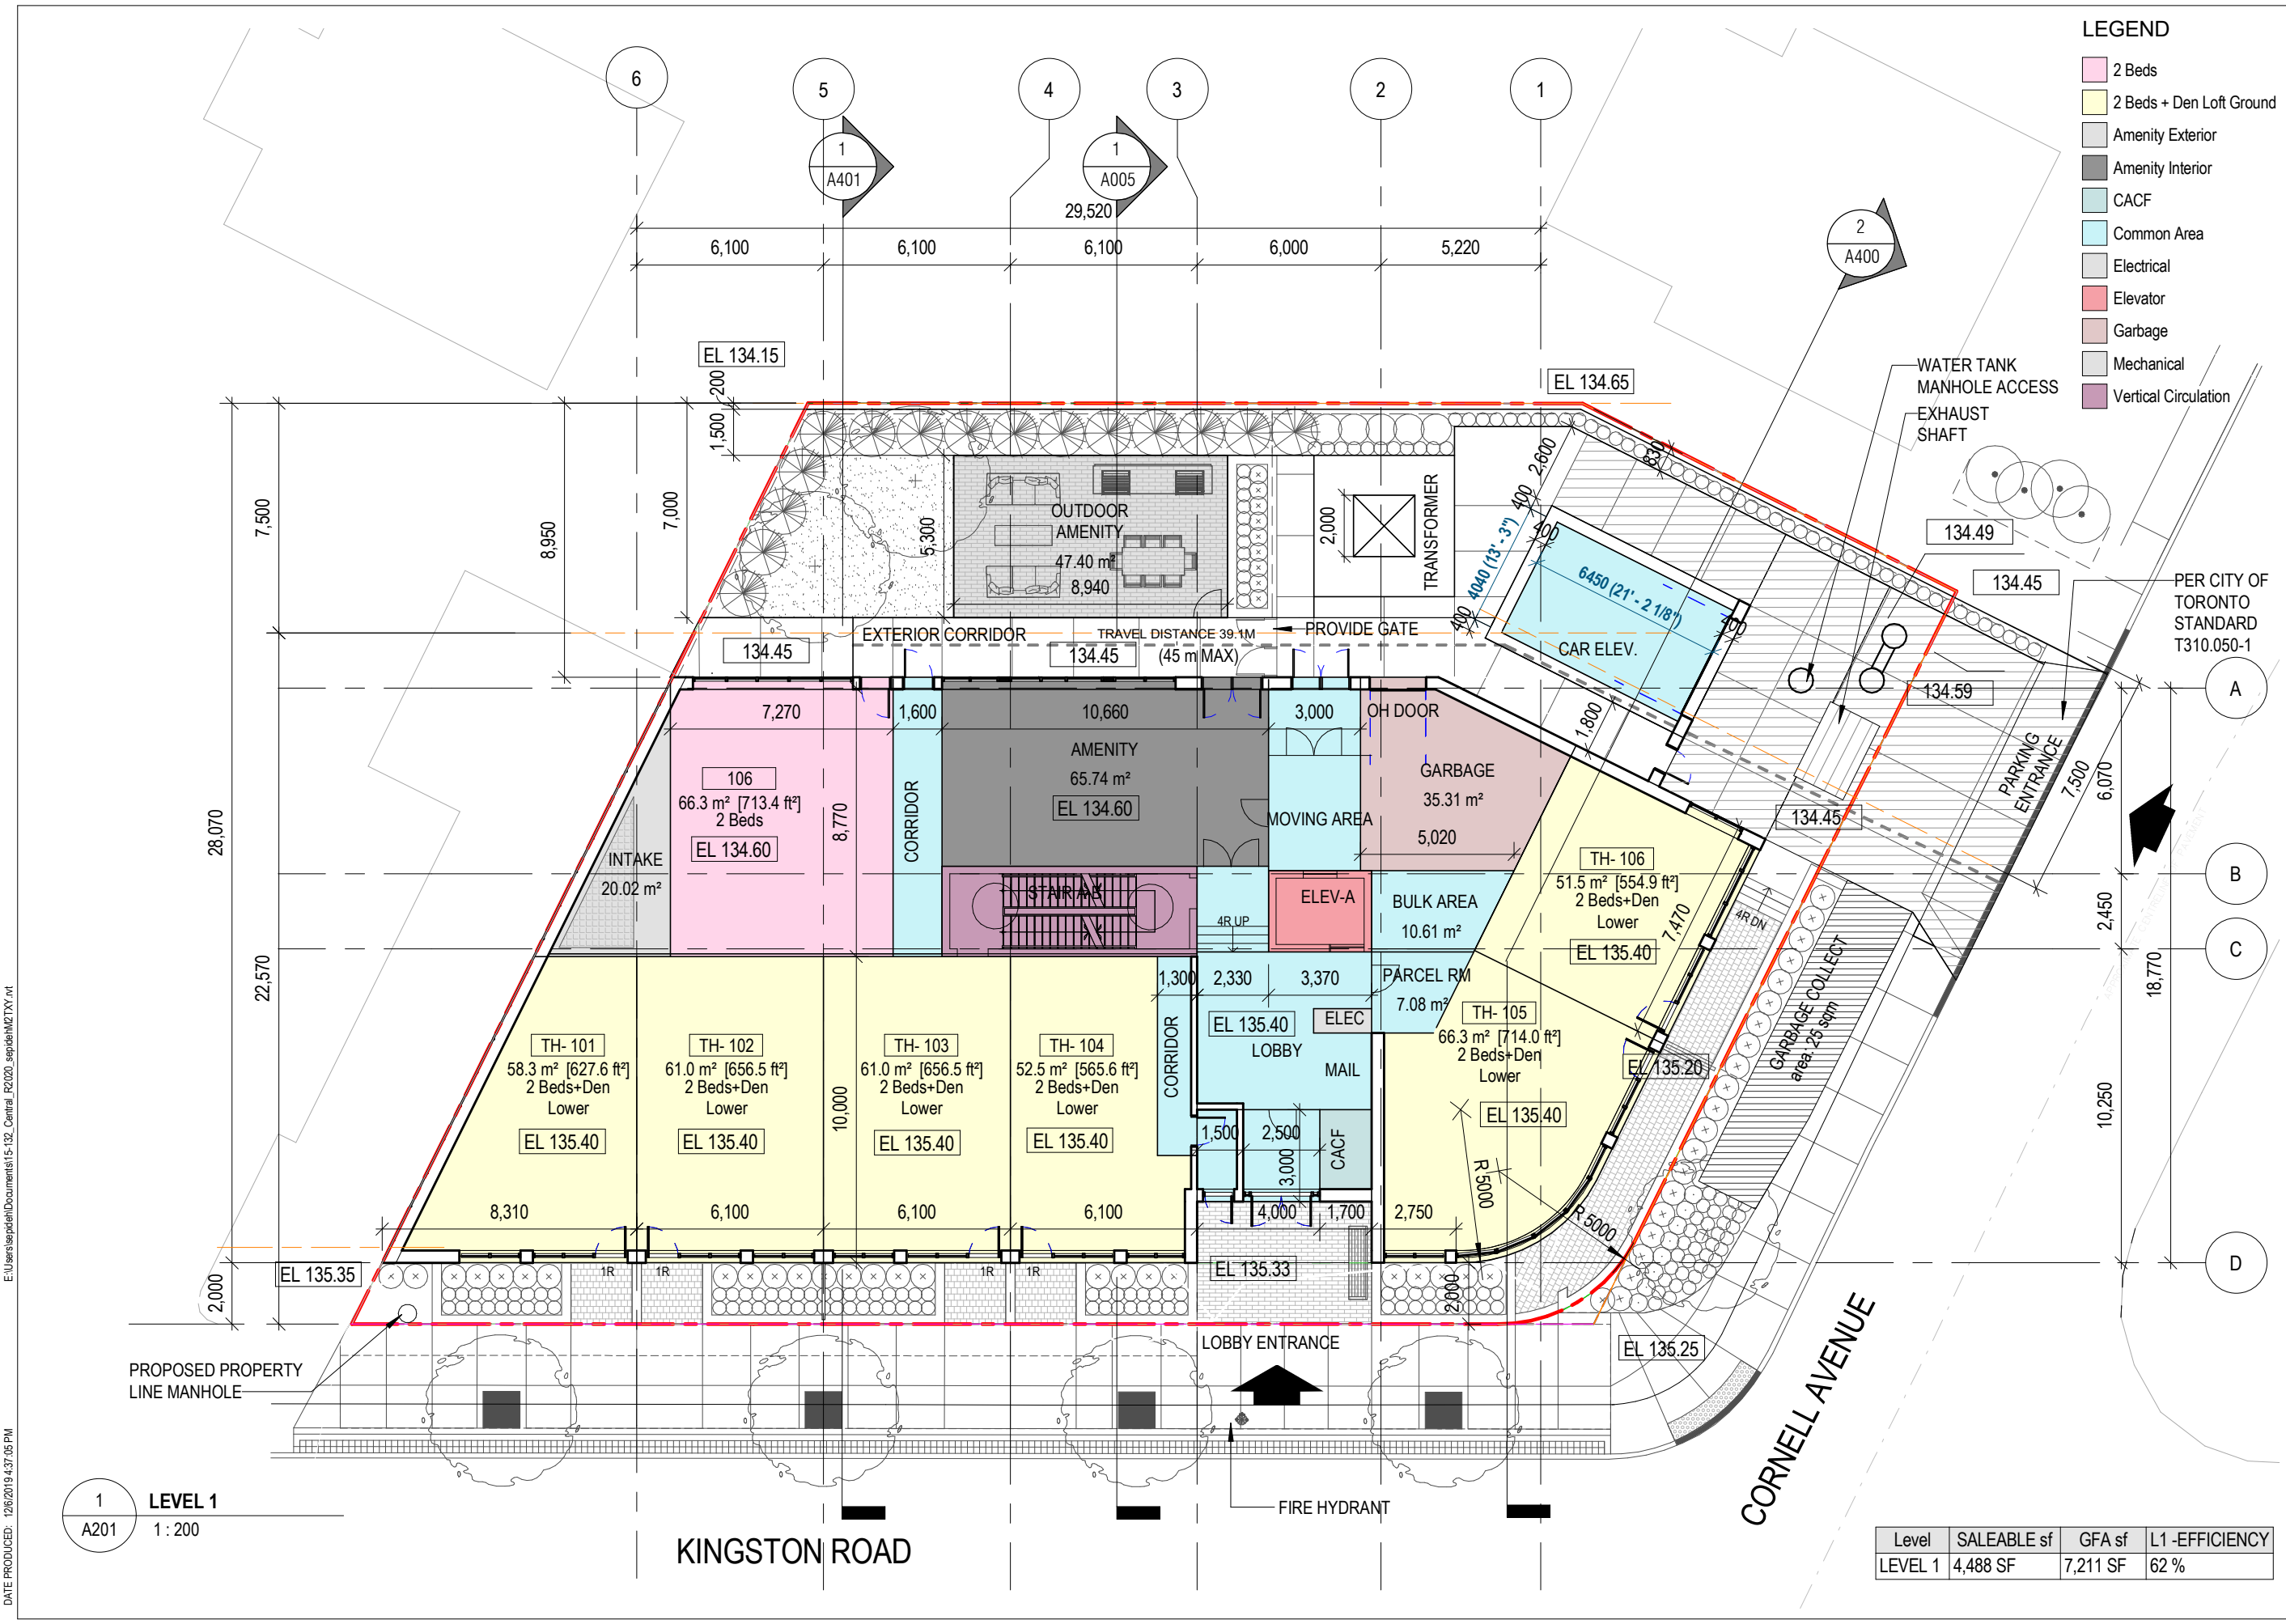 LEGEND
2 Beds
2 Beds + Den Loft Ground
Amenity Exterior
Amenity Interior
CACF
Common Area
Electrical
Elevator
Garbage
Mechanical
Vertical Circulation
6
5
4
3
2
1
1
A401
1
A005
2
A400
29,520
6,100
6,100
6,100
6,000
5,220
EL 134.15
EL 134.65
200
1,500
7,500
8,950
7,000
28,070
22,570
2,000
WATER TANK
MANHOLE ACCESS
EXHAUST
SHAFT
2,600
830
400
400
4040 (13' - 3")
400
6450 (21' - 2 1/8")
400
CAR ELEV.
134.49
134.45
PER CITY OF
TORONTO
STANDARD
T310.050-1
OUTDOOR
AMENITY
47.40 m²
8,940
5,300
2,000
TRANSFORMER
EXTERIOR CORRIDOR
TRAVEL DISTANCE 39.1M
(45 m MAX)
PROVIDE GATE
134.45
134.45
134.59
134.45
PARKING
ENTRANCE
7,500
6,070
2,450
18,770
10,250
A
B
C
D
7,270
1,600
10,660
3,000
OH DOOR
1,800
106
66.3 m² [713.4 ft²]
2 Beds
EL 134.60
8,770
CORRIDOR
AMENITY
65.74 m²
EL 134.60
MOVING AREA
GARBAGE
35.31 m²
5,020
INTAKE
20.02 m²
STAIR A-B
4R UP
ELEV-A
BULK AREA
10.61 m²
TH- 106
51.5 m² [554.9 ft²]
2 Beds+Den
Lower
EL 135.40
7,470
4R DN
1,300
2,330
3,370
PARCEL RM
7.08 m²
EL 135.40
LOBBY
ELEC
MAIL
CORRIDOR
TH- 101
58.3 m² [627.6 ft²]
2 Beds+Den
Lower
EL 135.40
TH- 102
61.0 m² [656.5 ft²]
2 Beds+Den
Lower
EL 135.40
TH- 103
61.0 m² [656.5 ft²]
2 Beds+Den
Lower
EL 135.40
TH- 104
52.5 m² [565.6 ft²]
2 Beds+Den
Lower
EL 135.40
10,000
TH- 105
66.3 m² [714.0 ft²]
2 Beds+Den
Lower
EL 135.40
EL 135.20
GARBAGE COLLECT
area: 25 sqm
1,500
2,500
3,000
CACF
R 5000
R 5000
8,310
6,100
6,100
6,100
4,000
1,700
2,750
EL 135.35
1R
1R
1R
1R
EL 135.33
2,000
EL 135.25
LOBBY ENTRANCE
PROPOSED PROPERTY
LINE MANHOLE
FIRE HYDRANT
KINGSTON ROAD
CORNELL AVENUE
1
A201
LEVEL 1
1 : 200
Level SALEABLE sf GFA sf L1 -EFFICIENCY
LEVEL 1 4,488 SF 7,211 SF 62 %
E:\Users\sepideh\Documents\15-132_Central_R2020_sepidehM2TXY.rvt
DATE PRODUCED: 12/6/2019 4:37:05 PM